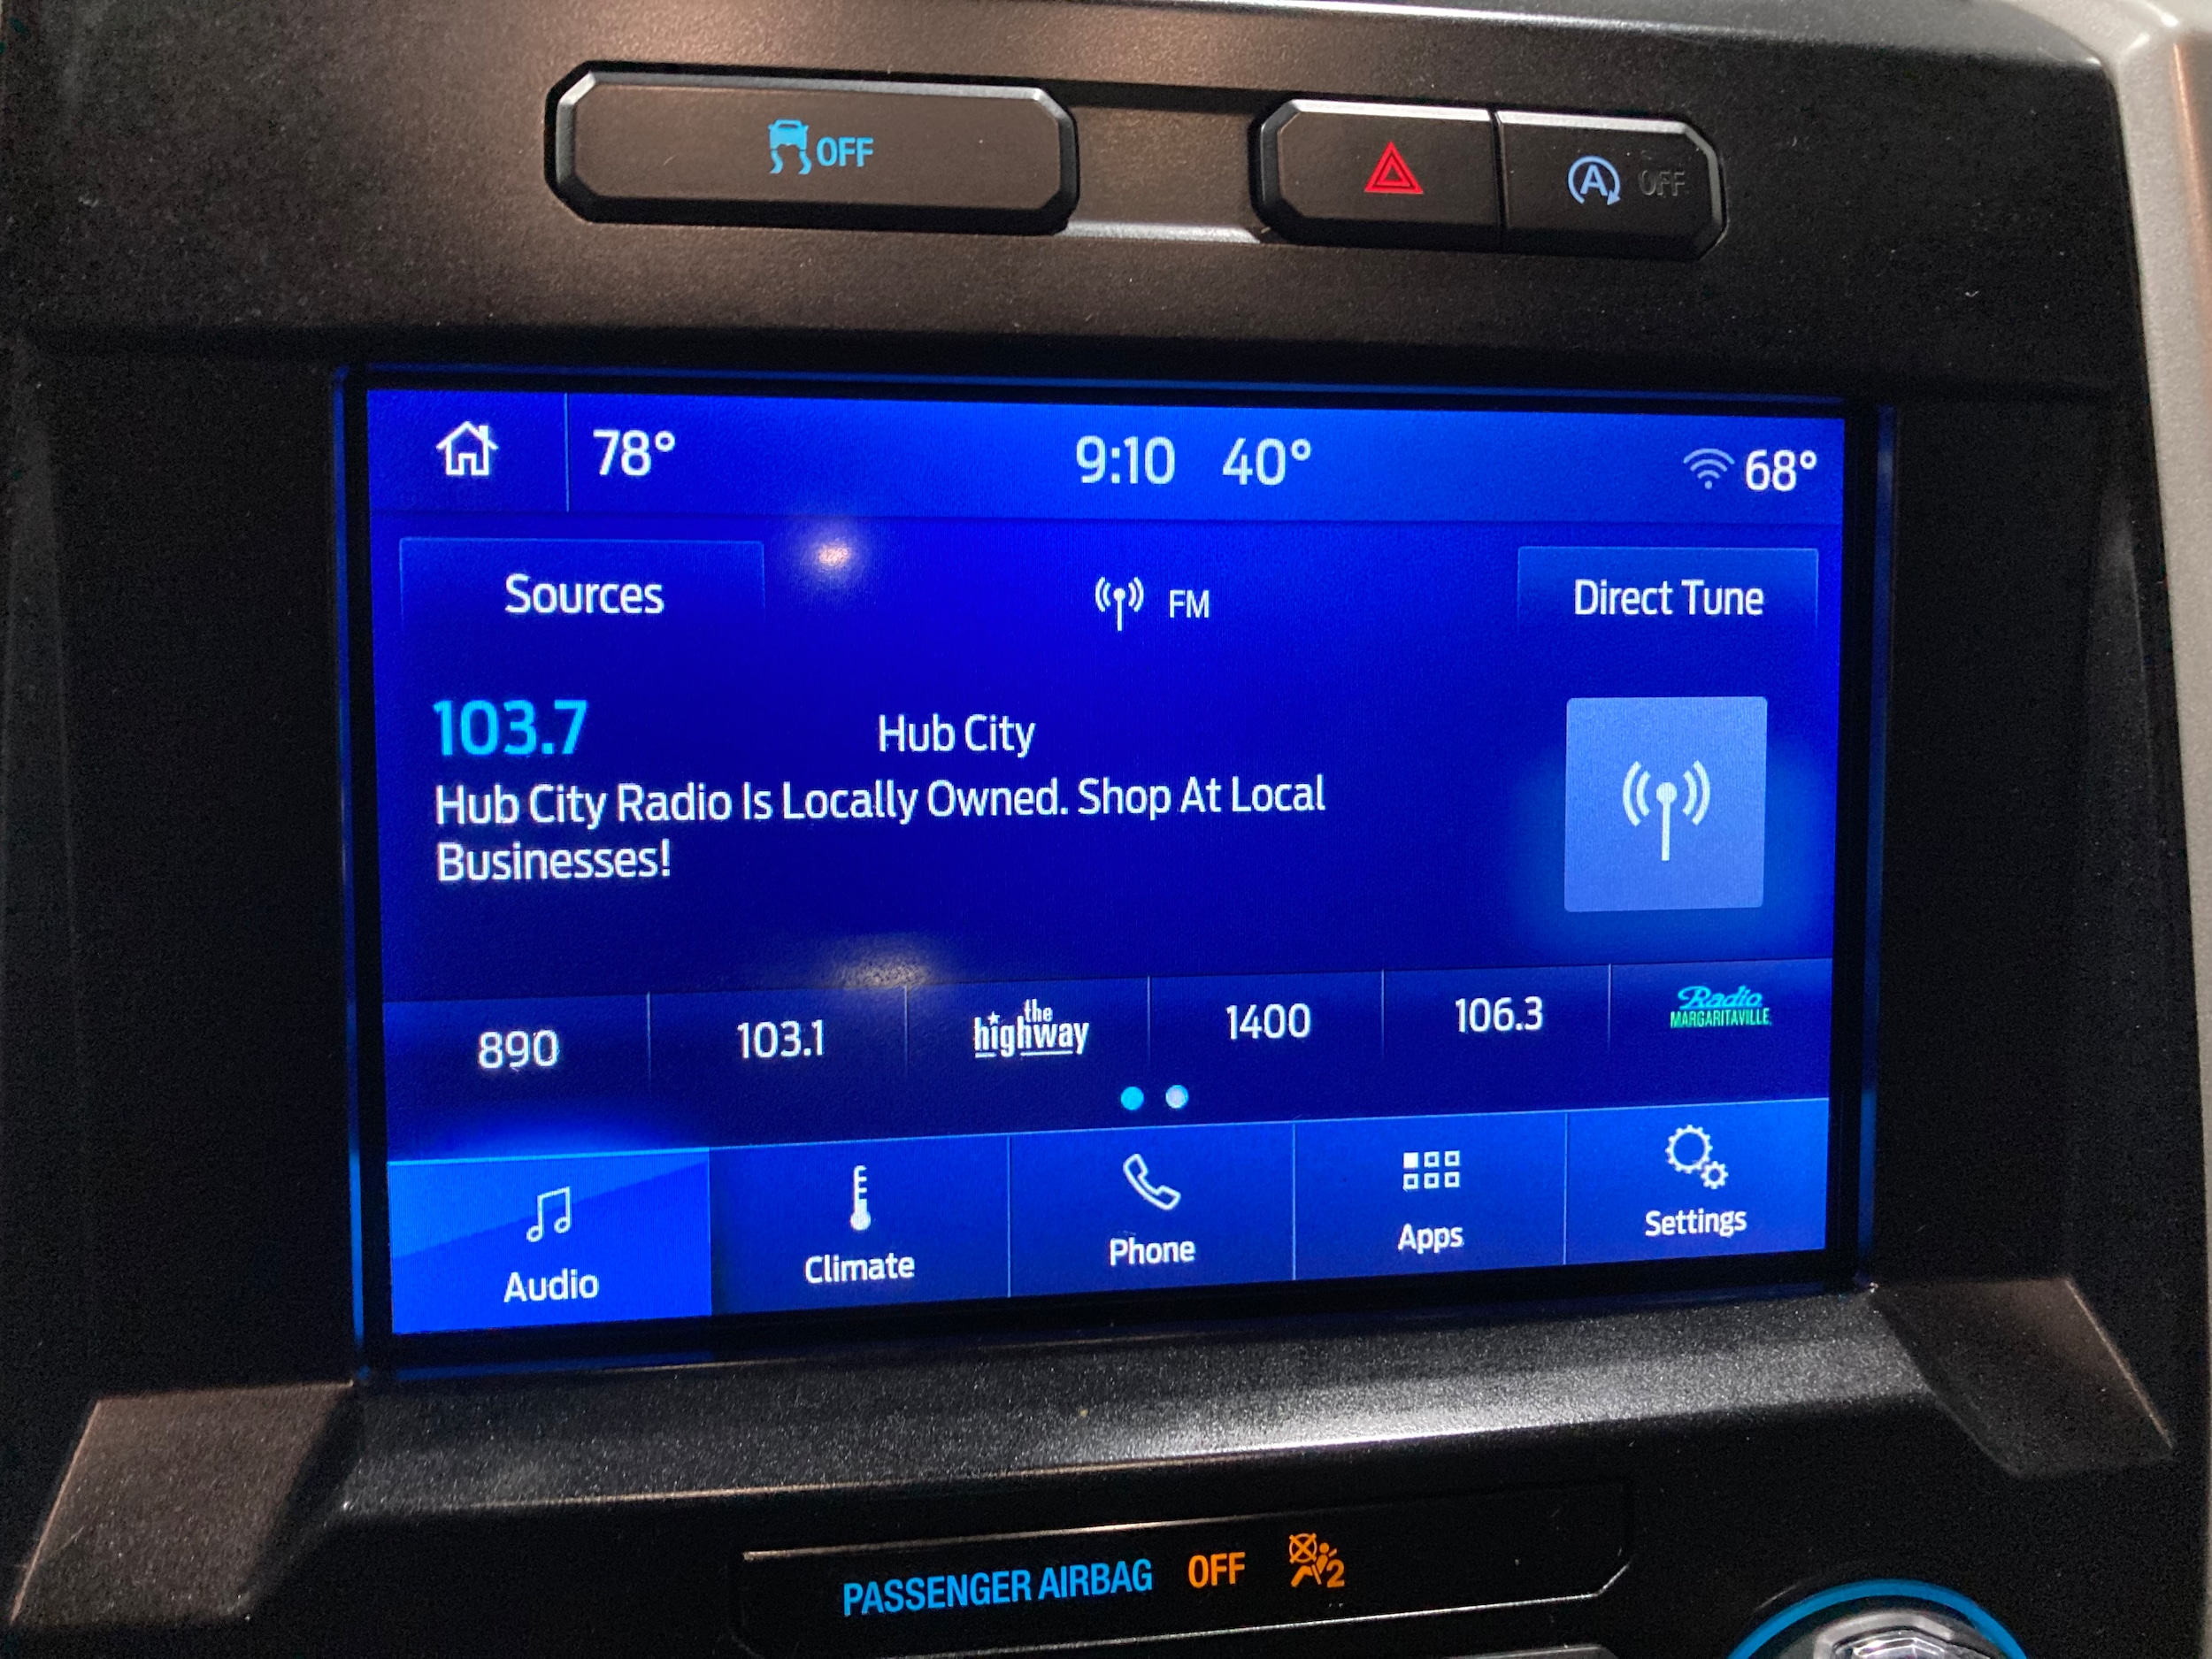 OFF
A OFF
78° 9:10 40° 68°
Sources FM Direct Tune
103.7 Hub City
Hub City Radio Is Locally Owned. Shop At Local
Businesses!
890 103.1 the highway 1400 106.3 Radio MARGARITAVILLE
Audio Climate Phone Apps Settings
PASSENGER AIRBAG OFF 2